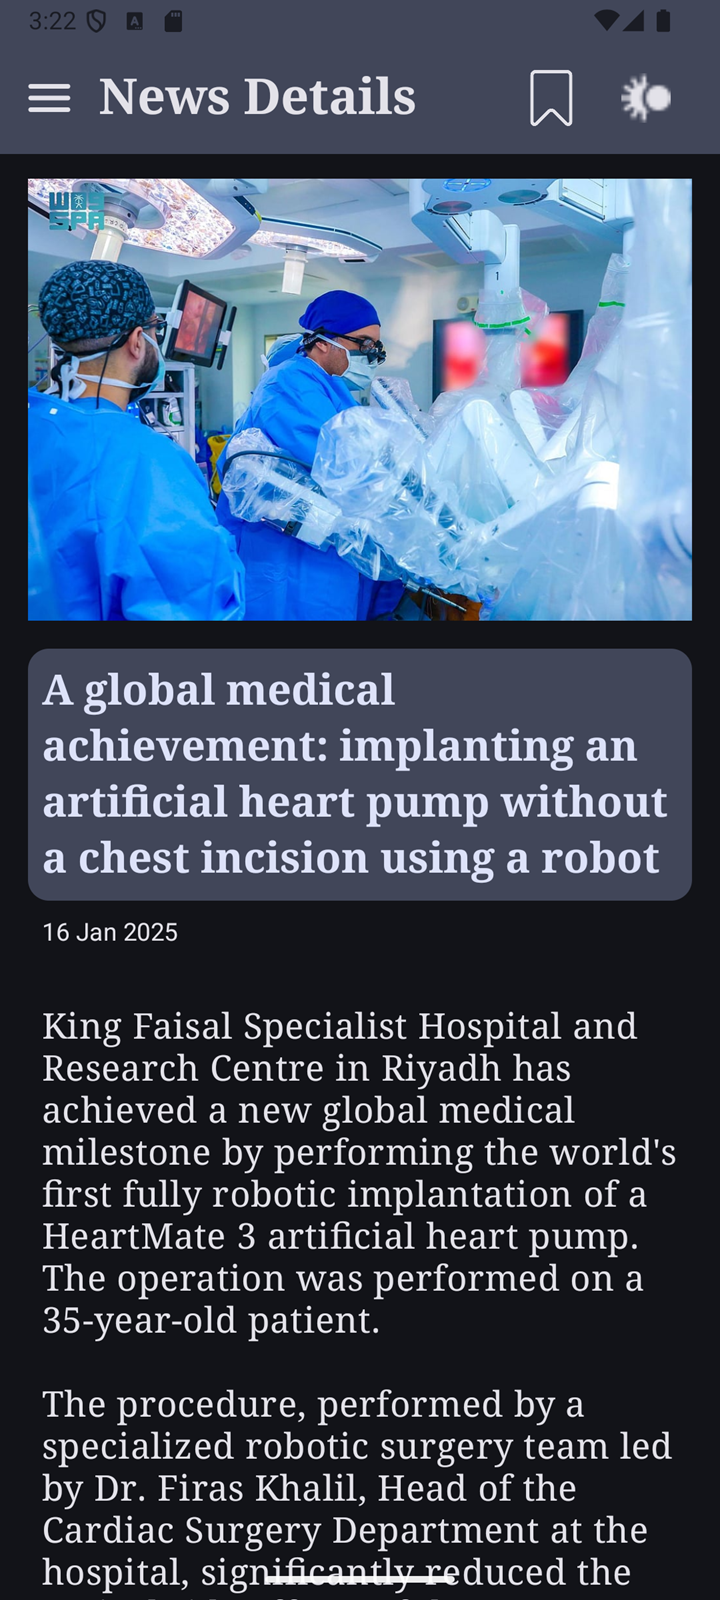 3:22
News Details
واس
SPA
1
A global medical
achievement: implanting an
artificial heart pump without
a chest incision using a robot
16 Jan 2025
King Faisal Specialist Hospital and
Research Centre in Riyadh has
achieved a new global medical
milestone by performing the world's
first fully robotic implantation of a
HeartMate 3 artificial heart pump.
The operation was performed on a
35-year-old patient.
The procedure, performed by a
specialized robotic surgery team led
by Dr. Firas Khalil, Head of the
Cardiac Surgery Department at the
hospital, significantly reduced the